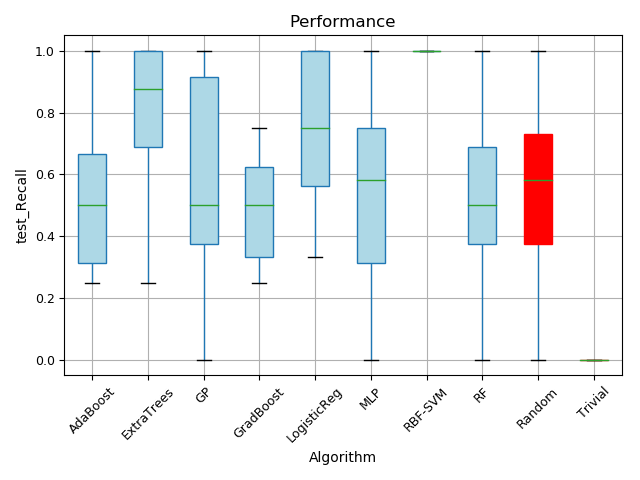 Performance
test_Recall
1.0
0.8
0.6
0.4
0.2
0.0
AdaBoost
ExtraTrees
GP
GradBoost
LogisticReg
MLP
RBF-SVM
RF
Random
Trivial
Algorithm